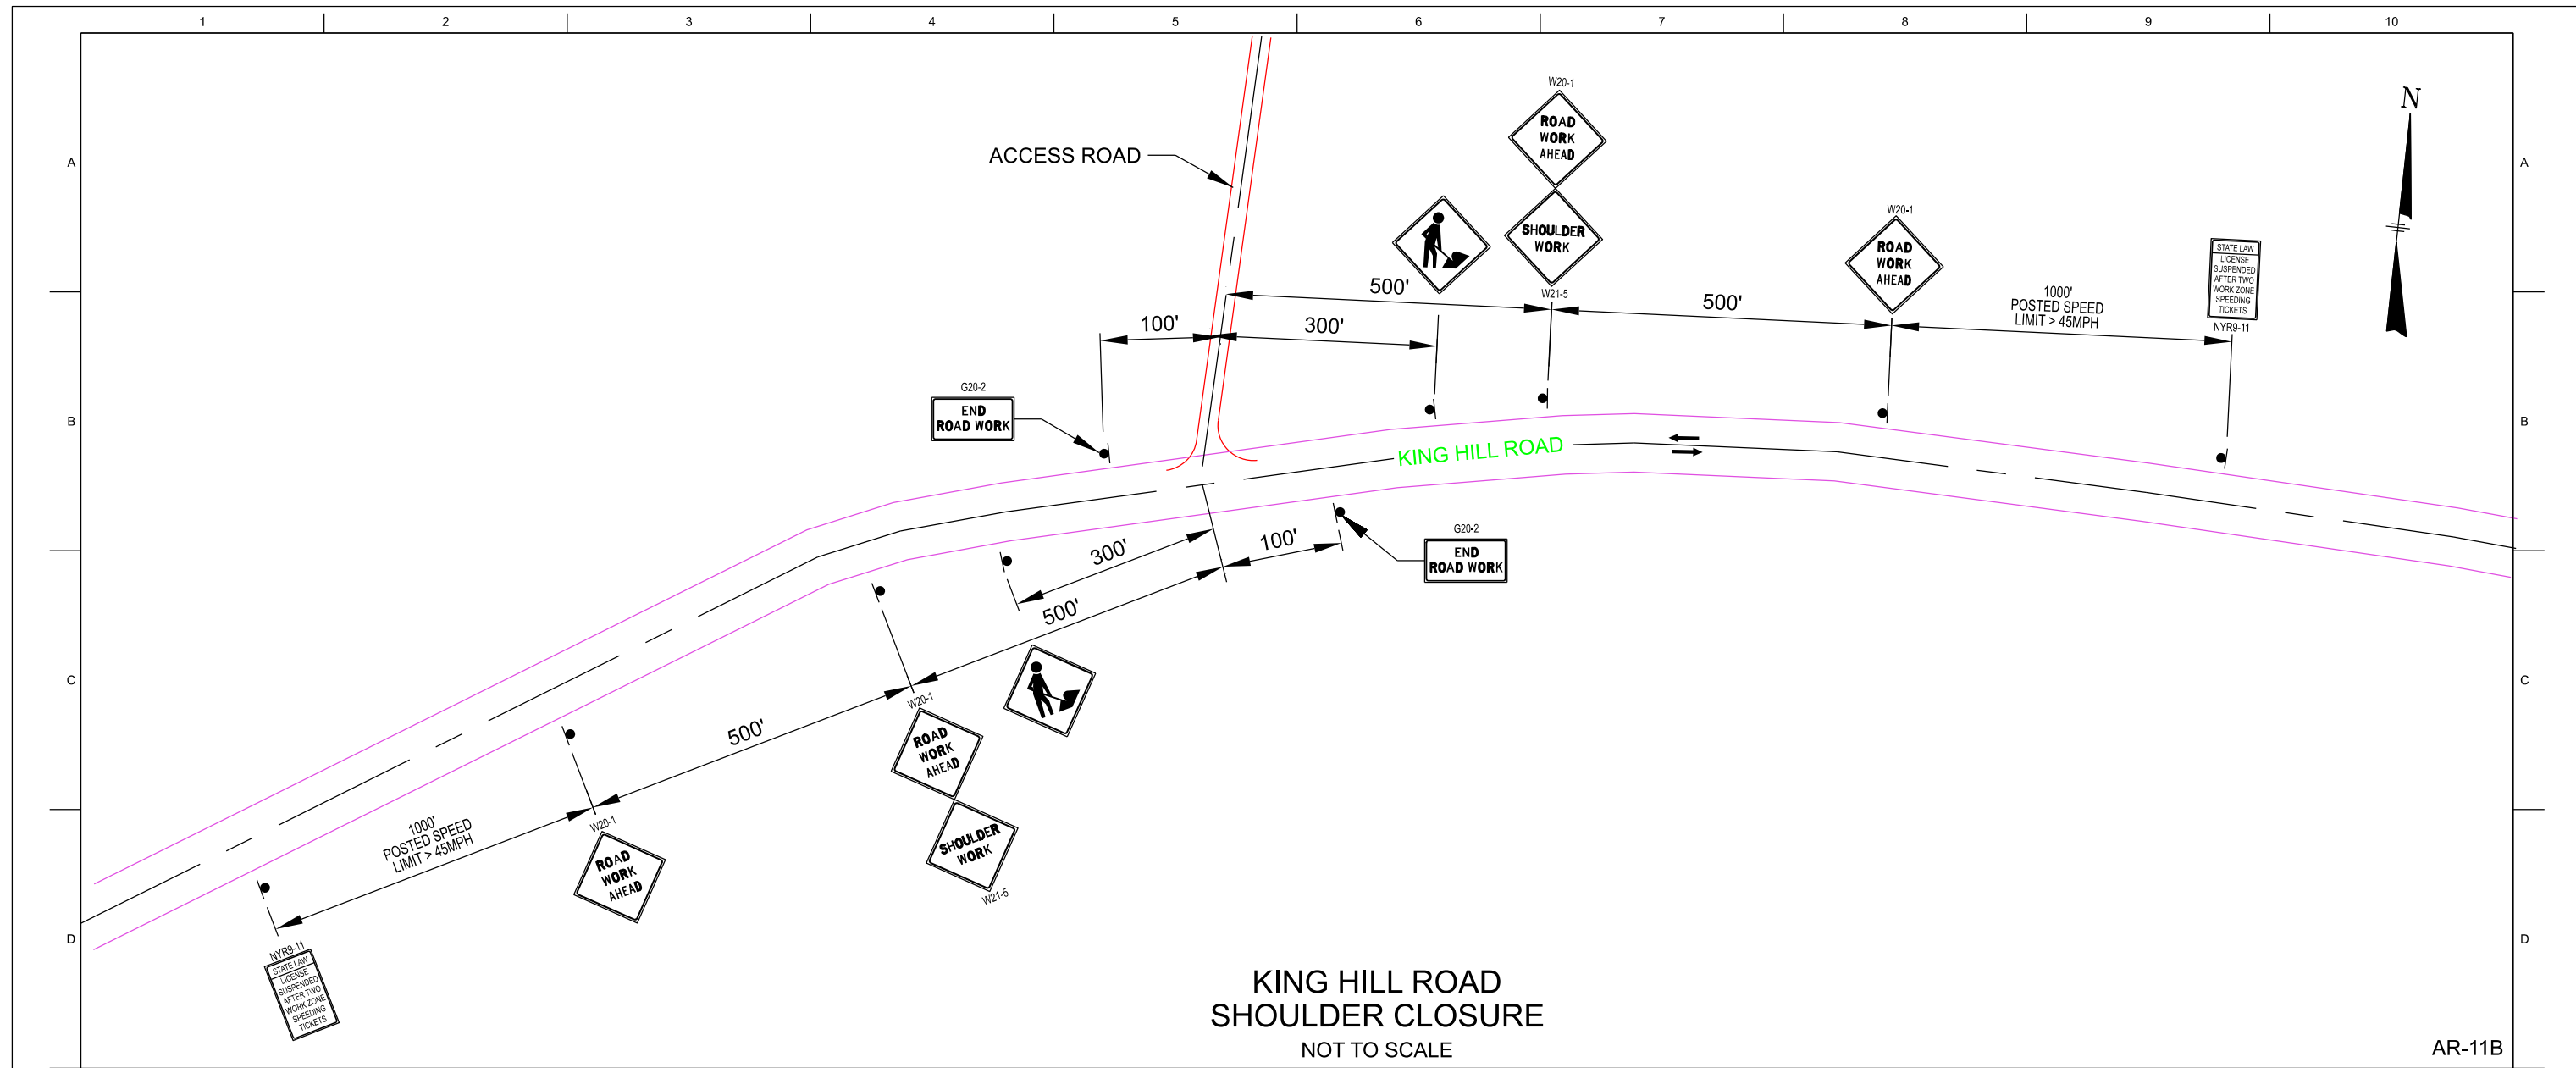 1 2 3 4 5 6 7 8 9 10
A
A
B
B
C
C
D
D
N
ACCESS ROAD
W20-1
ROAD
WORK
AHEAD
SHOULDER
WORK
W21-5
W20-1
ROAD
WORK
AHEAD
STATE LAW
LICENSE
SUSPENDED
AFTER TWO
WORK ZONE
SPEEDING
TICKETS
NYR9-11
500'
500'
1000'
POSTED SPEED
LIMIT > 45MPH
100'
300'
G20-2
END
ROAD WORK
KING HILL ROAD
300'
100'
G20-2
END
ROAD WORK
500'
500'
W20-1
ROAD
WORK
AHEAD
SHOULDER
WORK
W21-5
W20-1
ROAD
WORK
AHEAD
1000'
POSTED SPEED
LIMIT > 45MPH
NYR9-11
STATE LAW
LICENSE
SUSPENDED
AFTER TWO
WORK ZONE
SPEEDING
TICKETS
KING HILL ROAD
SHOULDER CLOSURE
NOT TO SCALE
AR-11B